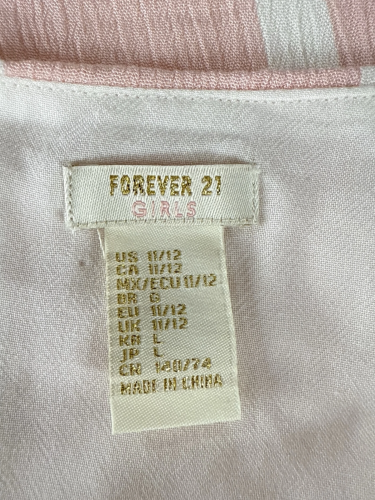 FOREVER 21
GIRLS
US 11/12
CA 11/12
MX/ECU 11/12
BR G
EU 11/12
UK 11/12
KR L
JP L
CN 160/74
MADE IN CHINA